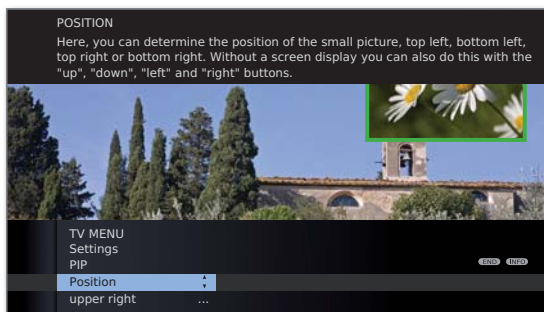 POSITION
Here, you can determine the position of the small picture, top left, bottom left,
top right or bottom right. Without a screen display you can also do this with the
"up", "down", "left" and "right" buttons.
TV MENU
Settings
PIP
END INFO
Position
upper right ...